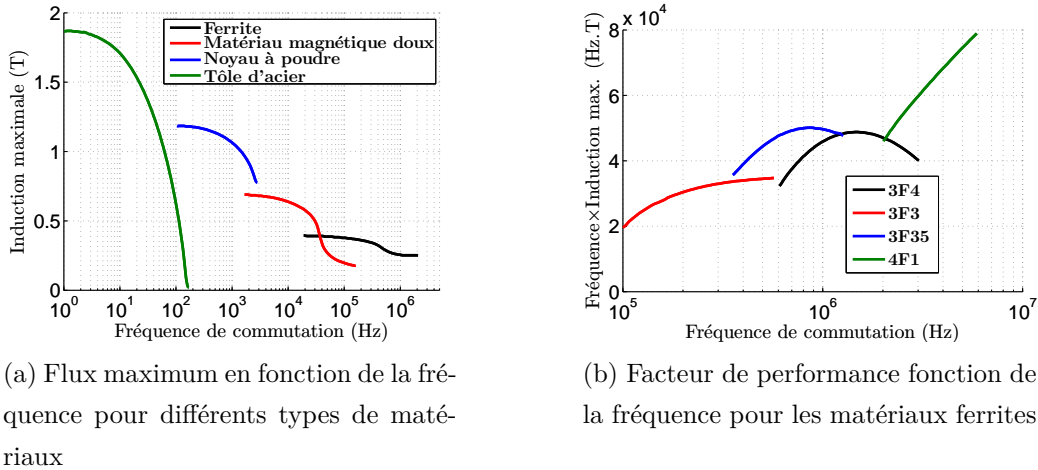 Induction maximale (T)
2
1.5
1
0.5
0
10^0 10^1 10^2 10^3 10^4 10^5 10^6
Fréquence de commutation (Hz)
Ferrite
Matériau magnétique doux
Noyau à poudre
Tôle d'acier
(a) Flux maximum en fonction de la fré-
quence pour différents types de maté-
riaux
Fréquence×Induction max. (Hz.T)
8 x 10^4
6
4
2
0
10^5 10^6 10^7
Fréquence de commutation (Hz)
3F4
3F3
3F35
4F1
(b) Facteur de performance fonction de
la fréquence pour les matériaux ferrites